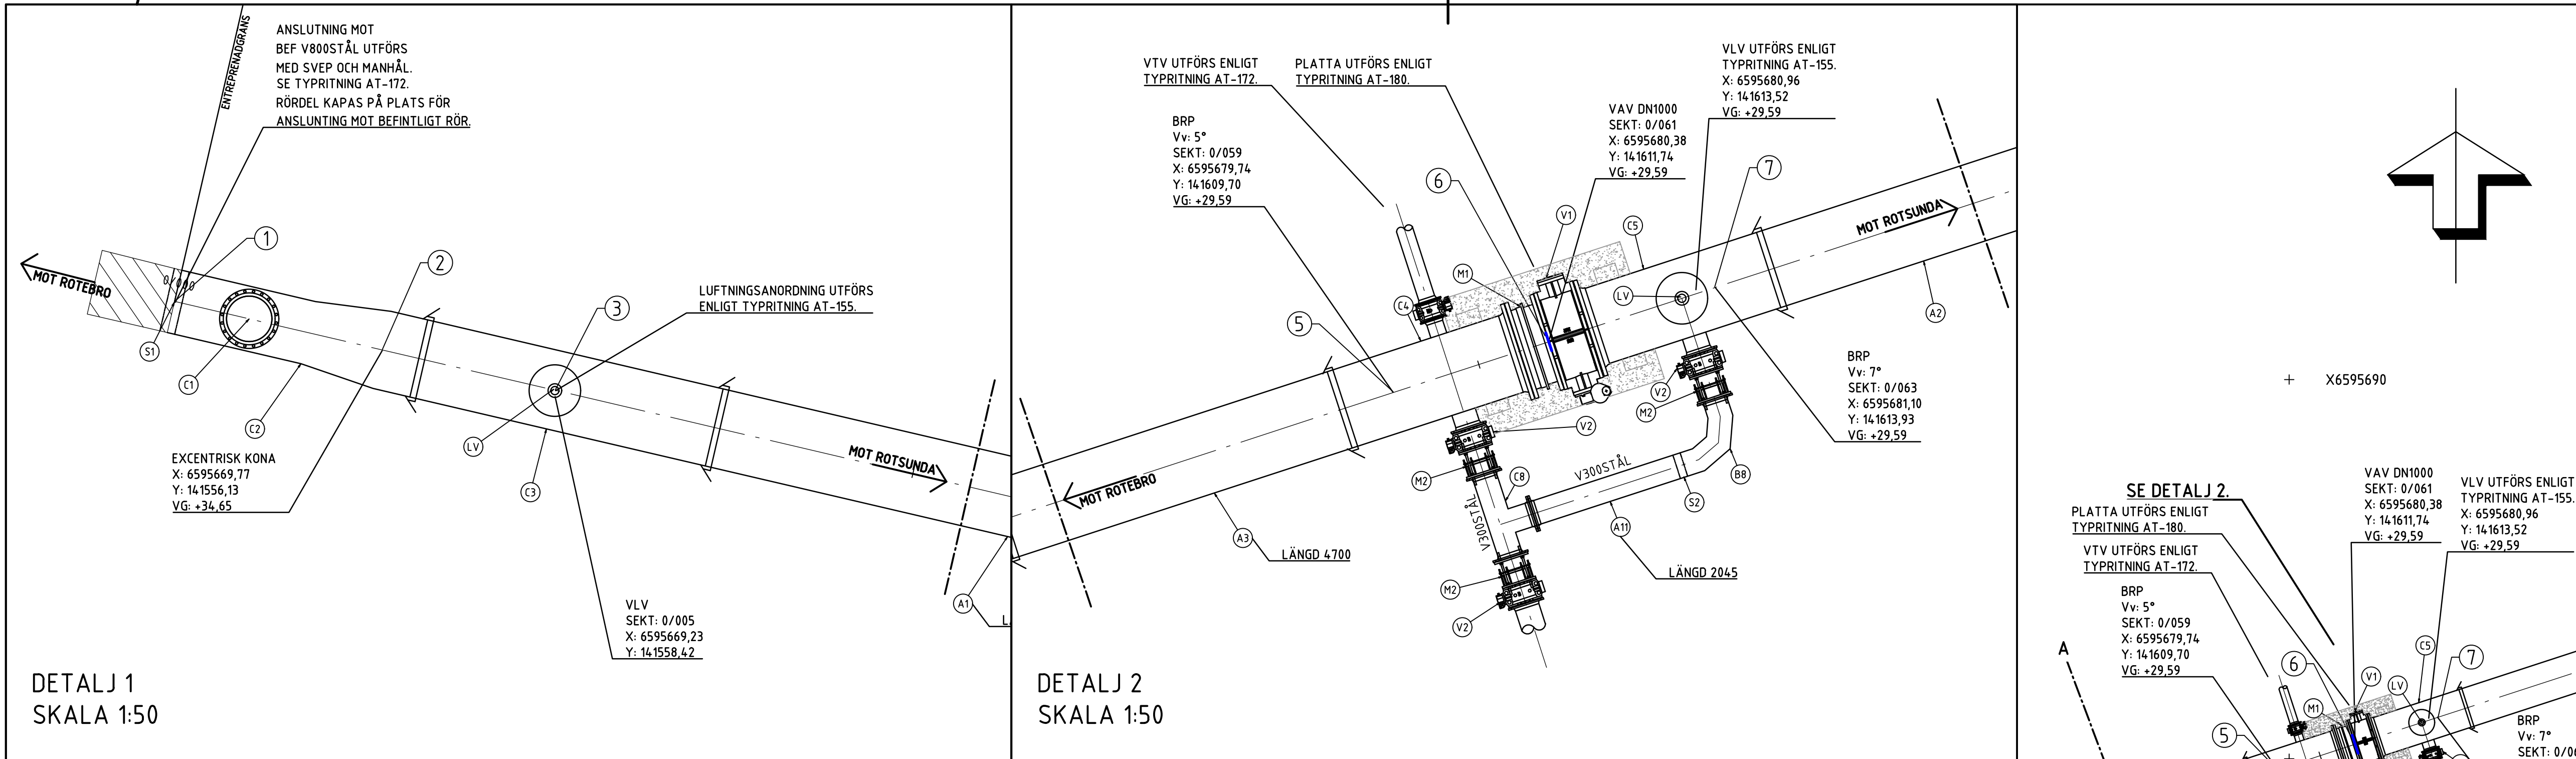 ENTREPRENADGRÄNS
ANSLUTNING MOT
BEF V800STÅL UTFÖRS
MED SVEP OCH MANHÅL.
SE TYPRITNING AT-172.
RÖRDEL KAPAS PÅ PLATS FÖR
ANSLUNTING MOT BEFINTLIGT RÖR.
1
2
3
MOT ROTEBRO
0/000
LUFTNINGSANORDNING UTFÖRS
ENLIGT TYPRITNING AT-155.
S1
C1
C2
LV
C3
MOT ROTSUNDA
EXCENTRISK KONA
X: 6595669,77
Y: 141556,13
VG: +34,65
A1
VLV
SEKT: 0/005
X: 6595669,23
Y: 141558,42
DETALJ 1
SKALA 1:50
VTV UTFÖRS ENLIGT
TYPRITNING AT-172.
PLATTA UTFÖRS ENLIGT
TYPRITNING AT-180.
VLV UTFÖRS ENLIGT
TYPRITNING AT-155.
X: 6595680,96
Y: 141613,52
VG: +29,59
BRP
Vv: 5°
SEKT: 0/059
X: 6595679,74
Y: 141609,70
VG: +29,59
VAV DN1000
SEKT: 0/061
X: 6595680,38
Y: 141611,74
VG: +29,59
6
7
V1
C5
MOT ROTSUNDA
M1
C4
LV
5
A2
BRP
Vv: 7°
SEKT: 0/063
X: 6595681,10
Y: 141613,93
VG: +29,59
V2
M2
V2
M2
C8
V300STÅL
B8
S2
MOT ROTEBRO
V300STÅL
A11
A3
LÄNGD 4700
LÄNGD 2045
M2
V2
DETALJ 2
SKALA 1:50
X6595690
SE DETALJ 2.
PLATTA UTFÖRS ENLIGT
TYPRITNING AT-180.
VTV UTFÖRS ENLIGT
TYPRITNING AT-172.
VAV DN1000
SEKT: 0/061
X: 6595680,38
Y: 141611,74
VG: +29,59
VLV UTFÖRS ENLIGT
TYPRITNING AT-155.
X: 6595680,96
Y: 141613,52
VG: +29,59
BRP
Vv: 5°
SEKT: 0/059
X: 6595679,74
Y: 141609,70
VG: +29,59
A
6
C5
7
V1
LV
M1
5
BRP
Vv: 7°